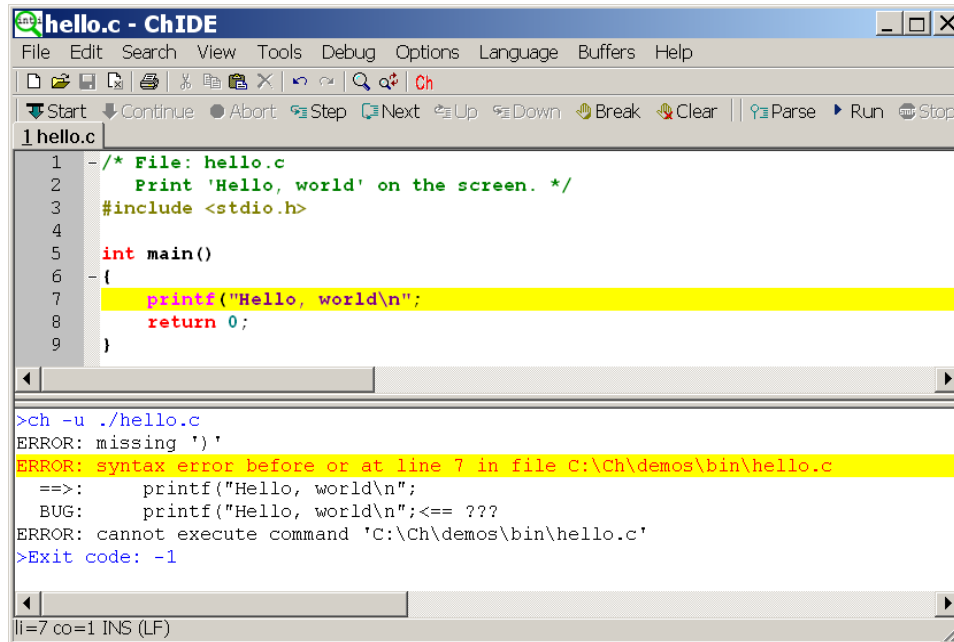 hello.c - ChIDE
File Edit Search View Tools Debug Options Language Buffers Help
Ch
Start Continue Abort Step Next Up Down Break Clear Parse Run Stop
1 hello.c
1 /* File: hello.c
2 Print 'Hello, world' on the screen. */
3 #include <stdio.h>
4
5 int main()
6 {
7 printf("Hello, world\n";
8 return 0;
9 }
>ch -u ./hello.c
ERROR: missing ')'
ERROR: syntax error before or at line 7 in file C:\Ch\demos\bin\hello.c
==>: printf("Hello, world\n";
BUG: printf("Hello, world\n";<== ???
ERROR: cannot execute command 'C:\Ch\demos\bin\hello.c'
>Exit code: -1
li=7 co=1 INS (LF)